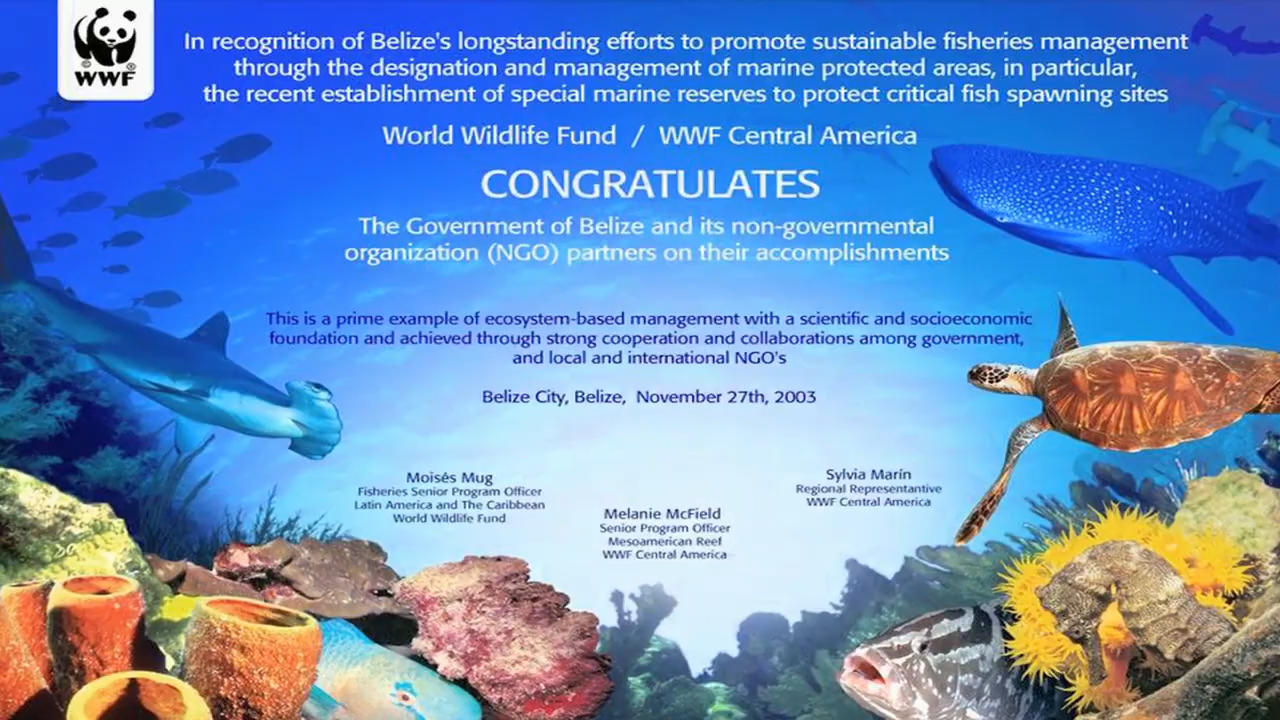 WWF
In recognition of Belize's longstanding efforts to promote sustainable fisheries management
through the designation and management of marine protected areas, in particular,
the recent establishment of special marine reserves to protect critical fish spawning sites
World Wildlife Fund / WWF Central America
CONGRATULATES
The Government of Belize and its non-governmental
organization (NGO) partners on their accomplishments
This is a prime example of ecosystem-based management with a scientific and socioeconomic
foundation and achieved through strong cooperation and collaborations among government,
and local and international NGO's
Belize City, Belize, November 27th, 2003
Moisés Mug
Fisheries Senior Program Officer
Latin America and The Caribbean
World Wildlife Fund
Melanie McField
Senior Program Officer
Mesoamerican Reef
WWF Central America
Sylvia Marín
Regional Representantive
WWF Central America